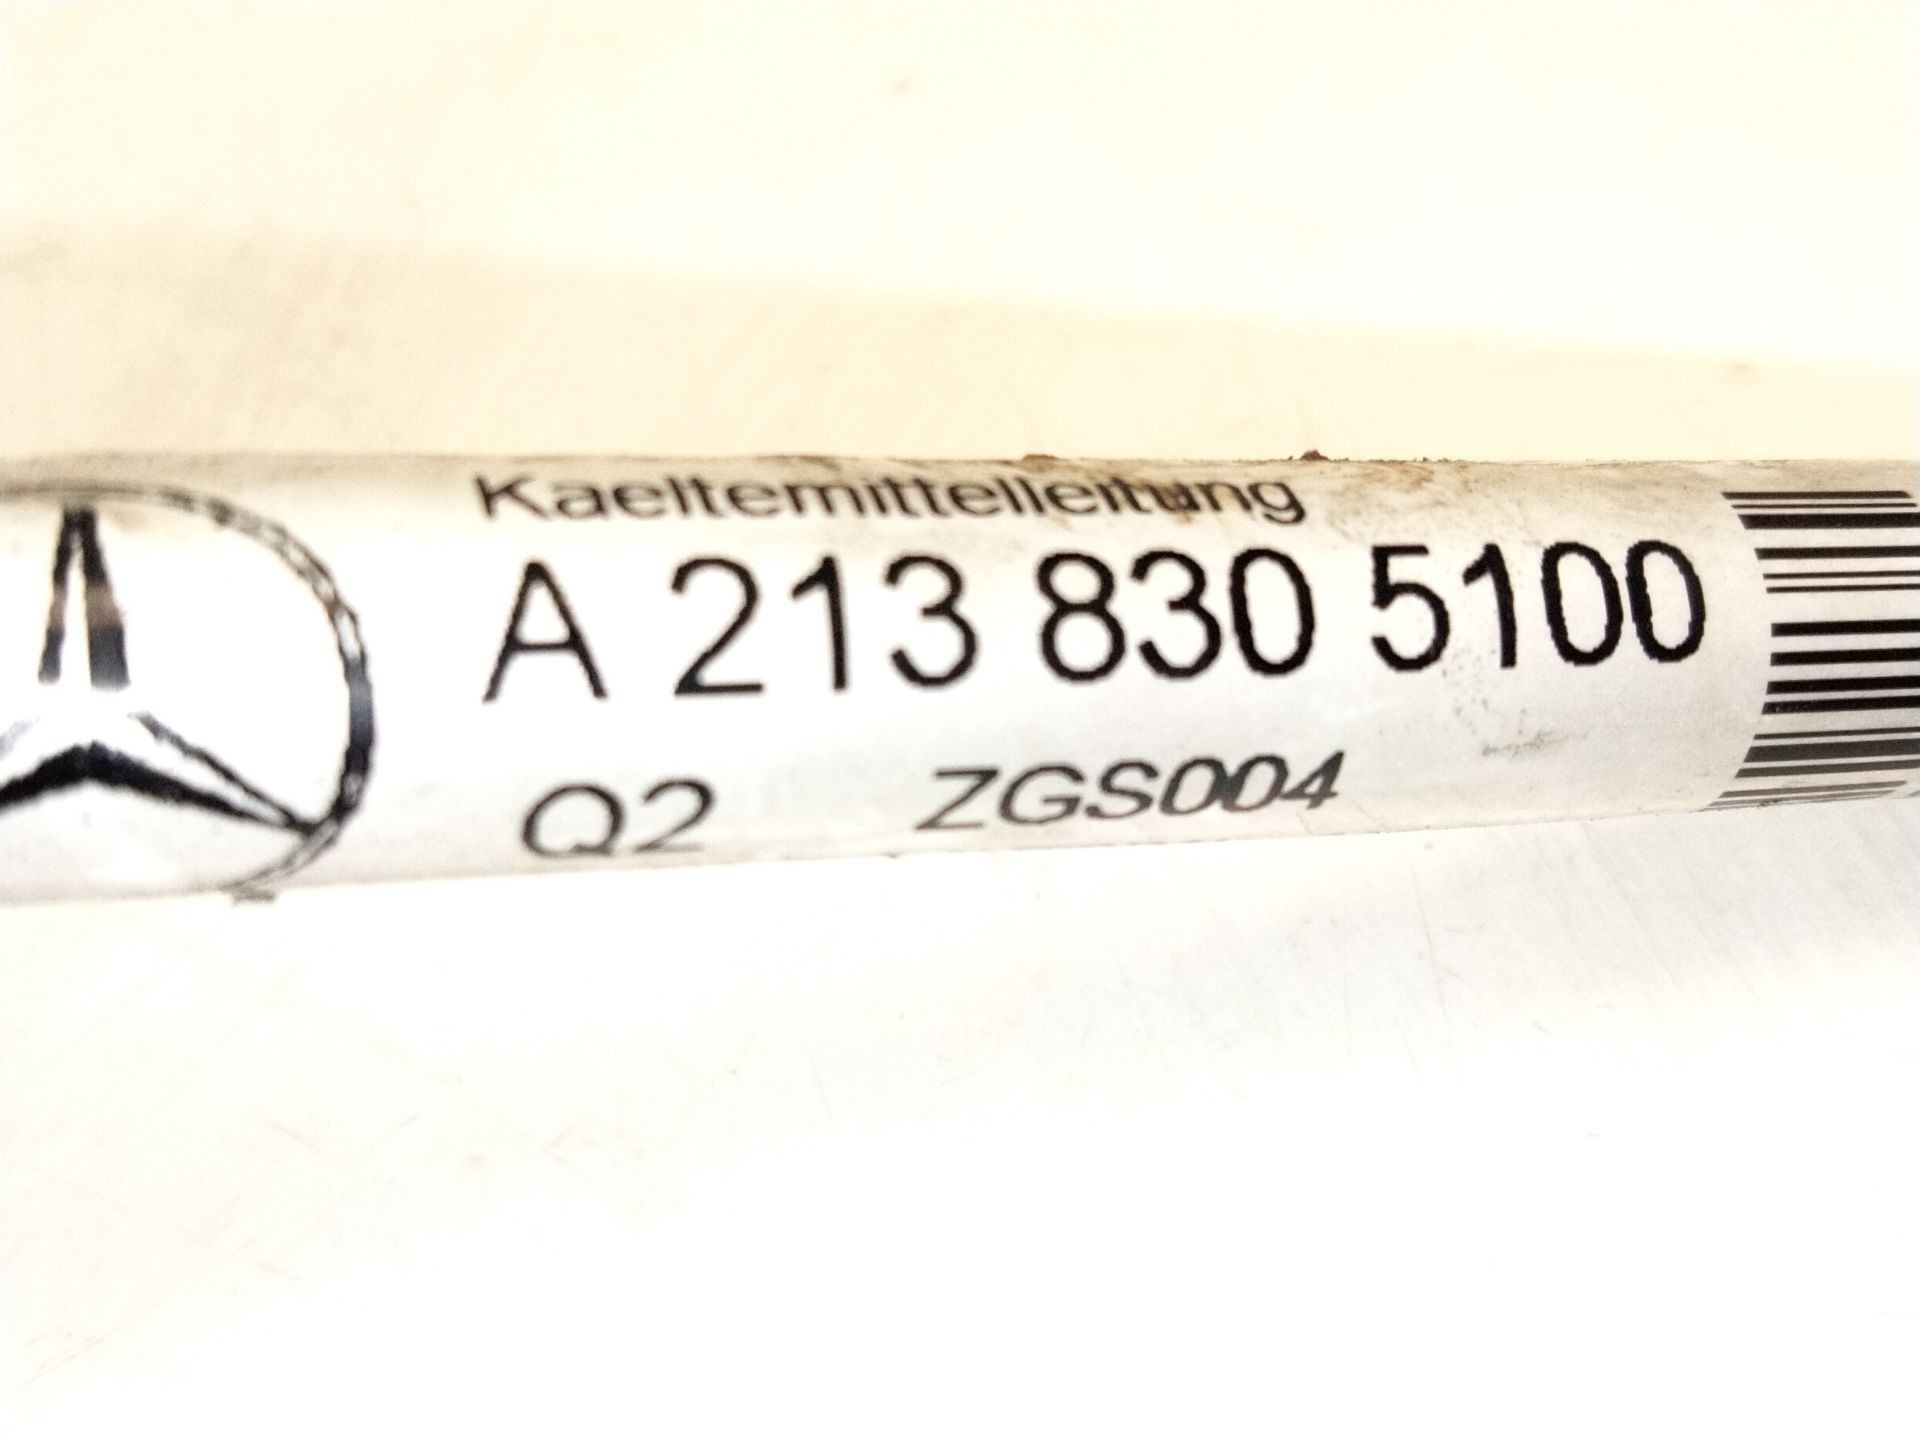 Kaeltemittelleitung
A 213 830 5100
Q2 ZGS004